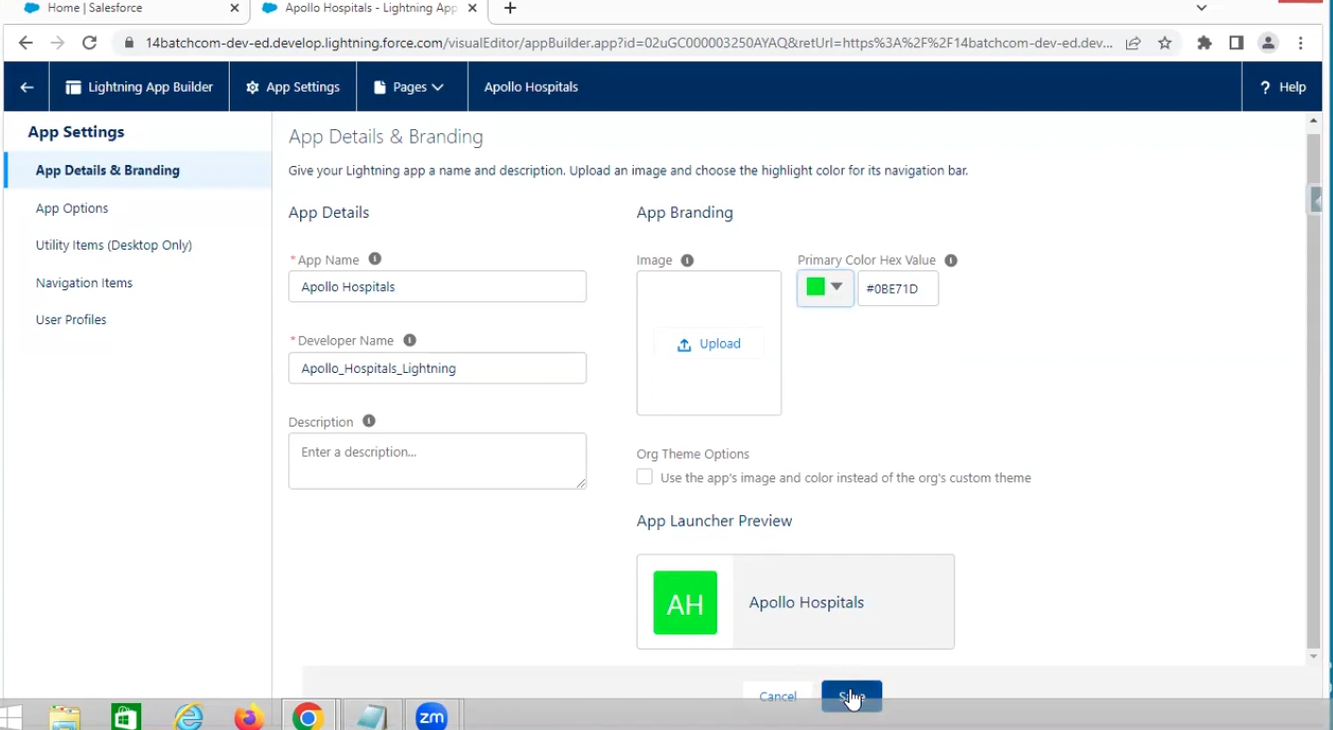 Home | Salesforce
Apollo Hospitals - Lightning App
14batchcom-dev-ed.develop.lightning.force.com/visualEditor/appBuilder.app?id=02uGC000003250AYAQ&retUrl=https%3A%2F%2F14batchcom-dev-ed.dev...
Lightning App Builder
App Settings
Pages
Apollo Hospitals
? Help
App Settings
App Details & Branding
App Options
Utility Items (Desktop Only)
Navigation Items
User Profiles
App Details & Branding
Give your Lightning app a name and description. Upload an image and choose the highlight color for its navigation bar.
App Details
*App Name
Apollo Hospitals
*Developer Name
Apollo_Hospitals_Lightning
Description
Enter a description...
App Branding
Image
Upload
Primary Color Hex Value
#0BE71D
Org Theme Options
Use the app's image and color instead of the org's custom theme
App Launcher Preview
AH
Apollo Hospitals
Cancel
Save
zm